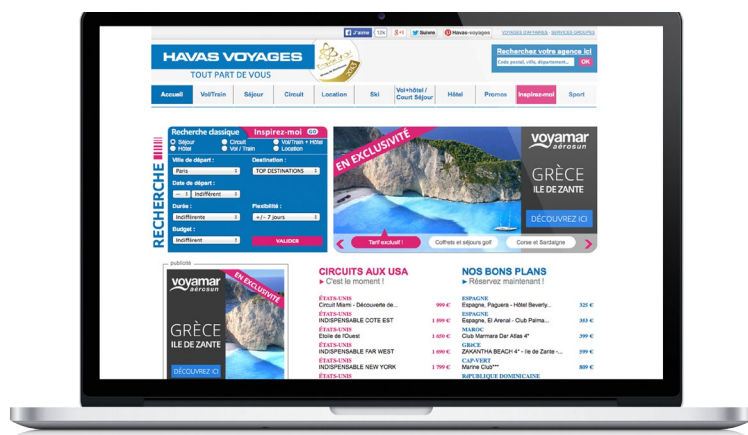 J'aime 12k +1 Suivre Havas-voyages VOYAGES D'AFFAIRES - SERVICES GROUPES
HAVAS VOYAGES
TOUT PART DE VOUS
2013
Recherchez votre agence ici
Code postal, ville, département... OK
Accueil Vol/Train Séjour Circuit Location Ski Vol+hôtel / Court Séjour Hôtel Promos Inspirez-moi Sport
RECHERCHE
Recherche classique Inspirez-moi GO
Séjour Circuit Vol/Train + Hôtel
Hôtel Vol / Train Location
Ville de départ : Destination :
Paris TOP DESTINATIONS
Date de départ :
-- Indifférent
Durée : Flexibilité :
Indifférente +/- 7 jours
Budget :
Indifférent VALIDER
EN EXCLUSIVITÉ
voyamar
aérosun
GRÈCE
ILE DE ZANTE
DÉCOUVREZ ICI
Tarif exclusif ! Coffrets et séjours golf Corse et Sardaigne
publicité
voyamar
aérosun
EN EXCLUSIVITÉ
GRÈCE
ILE DE ZANTE
DÉCOUVREZ ICI
CIRCUITS AUX USA
C'est le moment !
ÉTATS-UNIS
Circuit Miami - Découverte de... 999 €
ÉTATS-UNIS
INDISPENSABLE COTE EST 1 599 €
ÉTATS-UNIS
Etoile de l'Ouest 1 650 €
ÉTATS-UNIS
INDISPENSABLE FAR WEST 1 690 €
ÉTATS-UNIS
INDISPENSABLE NEW YORK 1 799 €
ÉTATS-UNIS
NOS BONS PLANS
Réservez maintenant !
ESPAGNE
Espagne, Paguera - Hôtel Beverly... 325 €
ESPAGNE
Espagne, El Arenal - Club Palma... 353 €
MAROC
Club Marmara Dar Atlas 4* 399 €
GRèCE
ZAKANTHA BEACH 4* - Ile de Zante -... 599 €
CAP-VERT
Marine Club*** 809 €
RéPUBLIQUE DOMINICAINE